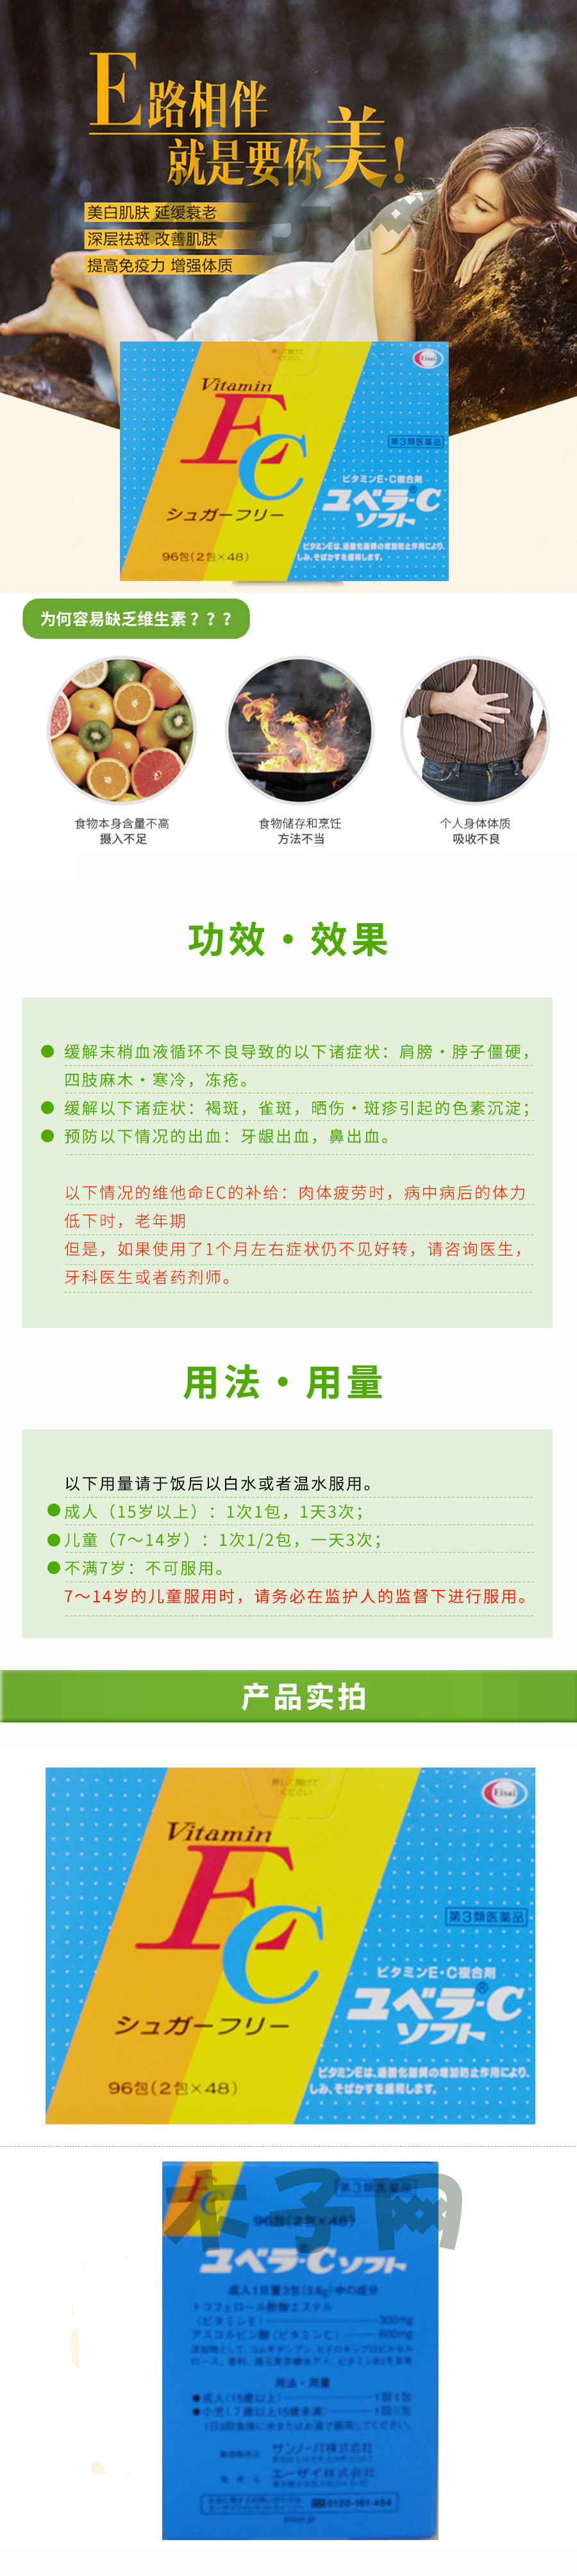 E路相伴
就是要你美!
美白肌肤 延缓衰老
深层祛斑 改善肌肤
提高免疫力 增强体质
押して開けて
ください
Eisai
Vitamin
EC
第3類医薬品
ビタミンE・C複合剤
ユベラ-C®
ソフト
シュガーフリー
ビタミンEは、過酸化脂質の増加防止作用により、
しみ、そばかすを緩和します。
96包(2包×48)
为何容易缺乏维生素？？？
食物本身含量不高
摄入不足
食物储存和烹饪
方法不当
个人身体体质
吸收不良
功效・效果
● 缓解末梢血液循环不良导致的以下诸症状：肩膀・脖子僵硬，
四肢麻木・寒冷，冻疮。
● 缓解以下诸症状：褐斑，雀斑，晒伤・斑疹引起的色素沉淀；
● 预防以下情况的出血：牙龈出血，鼻出血。
以下情况的维他命EC的补给：肉体疲劳时，病中病后的体力
低下时，老年期
但是，如果使用了1个月左右症状仍不见好转，请咨询医生，
牙科医生或者药剂师。
用法・用量
以下用量请于饭后以白水或者温水服用。
●成人（15岁以上）：1次1包，1天3次；
●儿童（7～14岁）：1次1/2包，一天3次；
●不满7岁：不可服用。
7～14岁的儿童服用时，请务必在监护人的监督下进行服用。
产品实拍
押して開けて
ください
Eisai
Vitamin
EC
第3類医薬品
ビタミンE・C複合剤
ユベラ-C®
ソフト
シュガーフリー
ビタミンEは、過酸化脂質の増加防止作用により、
しみ、そばかすを緩和します。
96包(2包×48)
木子网
EC
第3類医薬品
96包(2包×48)
ユベラ-Cソフト
成人1日量3包(3.6g)中の成分
トコフェロール酢酸エステル
(ビタミンE) 300mg
アスコルビン酸(ビタミンC) 600mg
用法・用量
●成人(15歳以上) 1回1包
●小児(7歳以上15歳未満) 1回½包
1日3回食後に水またはお湯で服用してください。
サンノーバ株式会社
エーザイ株式会社
0120-161-454